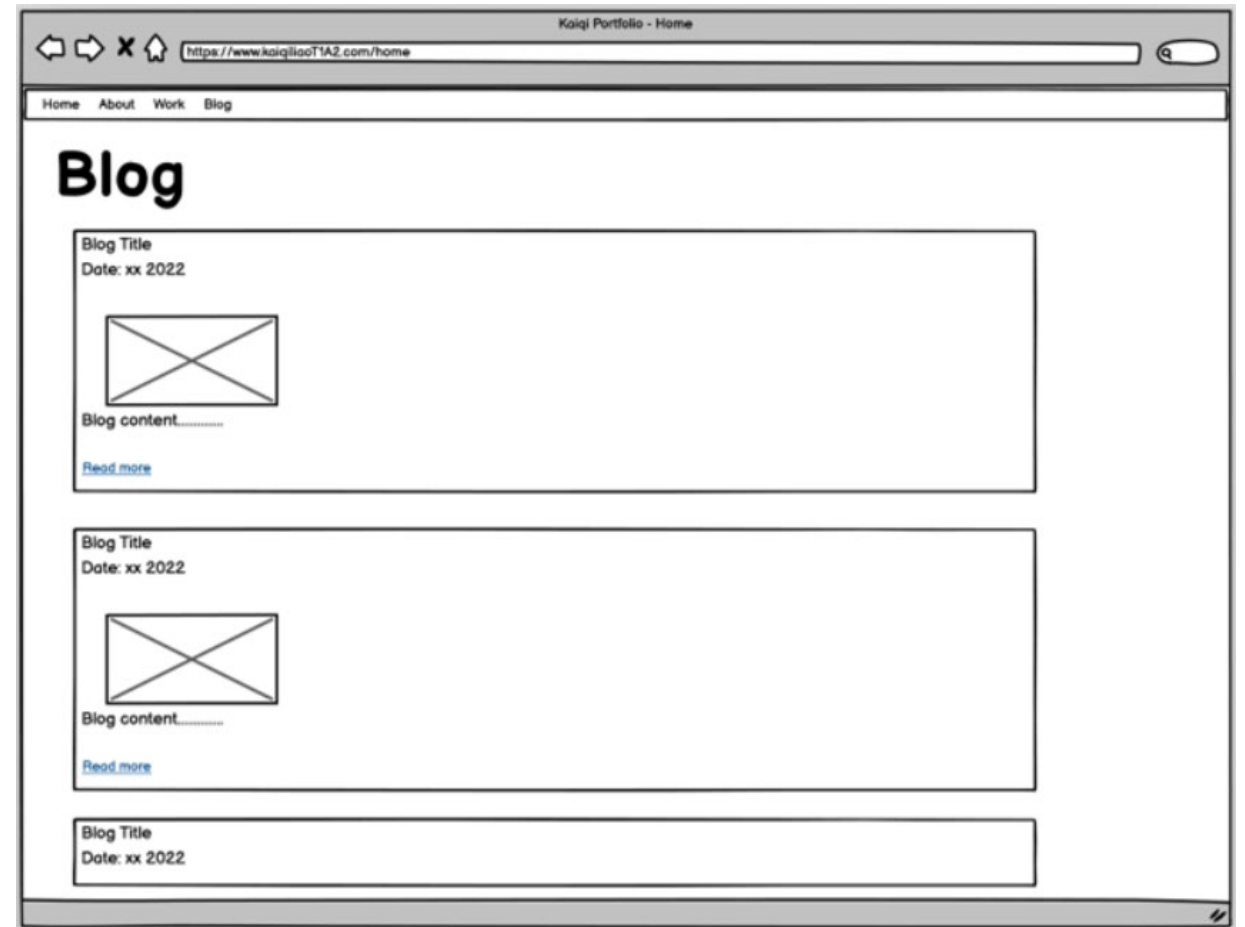 Kaiqi Portfolio - Home
https://www.kaiqiliaoT1A2.com/home
Home About Work Blog
Blog
Blog Title
Date: xx 2022
Blog content............
Read more
Blog Title
Date: xx 2022
Blog content............
Read more
Blog Title
Date: xx 2022